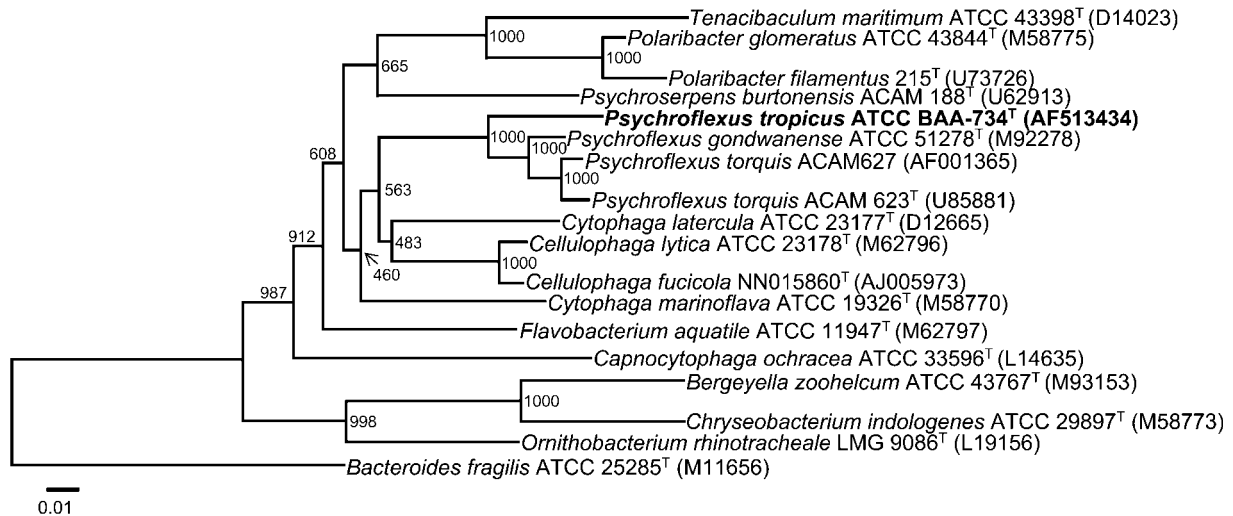 Tenacibaculum maritimum ATCC 43398ᵀ (D14023)
1000
Polaribacter glomeratus ATCC 43844ᵀ (M58775)
1000
665
Polaribacter filamentus 215ᵀ (U73726)
Psychroserpens burtonensis ACAM 188ᵀ (U62913)
Psychroflexus tropicus ATCC BAA-734ᵀ (AF513434)
1000
Psychroflexus gondwanense ATCC 51278ᵀ (M92278)
1000
608
Psychroflexus torquis ACAM627 (AF001365)
1000
563
Psychroflexus torquis ACAM 623ᵀ (U85881)
Cytophaga latercula ATCC 23177ᵀ (D12665)
912
483
Cellulophaga lytica ATCC 23178ᵀ (M62796)
1000
460
Cellulophaga fucicola NN015860ᵀ (AJ005973)
987
Cytophaga marinoflava ATCC 19326ᵀ (M58770)
Flavobacterium aquatile ATCC 11947ᵀ (M62797)
Capnocytophaga ochracea ATCC 33596ᵀ (L14635)
Bergeyella zoohelcum ATCC 43767ᵀ (M93153)
1000
998
Chryseobacterium indologenes ATCC 29897ᵀ (M58773)
Ornithobacterium rhinotracheale LMG 9086ᵀ (L19156)
Bacteroides fragilis ATCC 25285ᵀ (M11656)
0.01